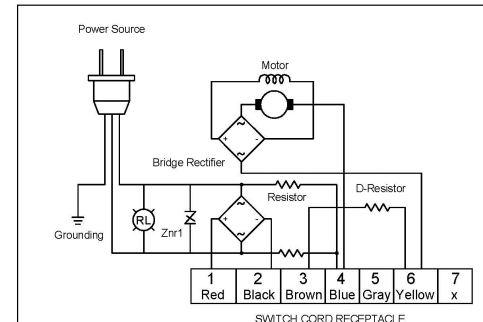 Power Source
Motor
Bridge Rectifier
D-Resistor
Resistor
RL
Znr1
Grounding
1 2 3 4 5 6 7
Red Black Brown Blue Gray Yellow x
SWITCH CORD RECEPTACLE